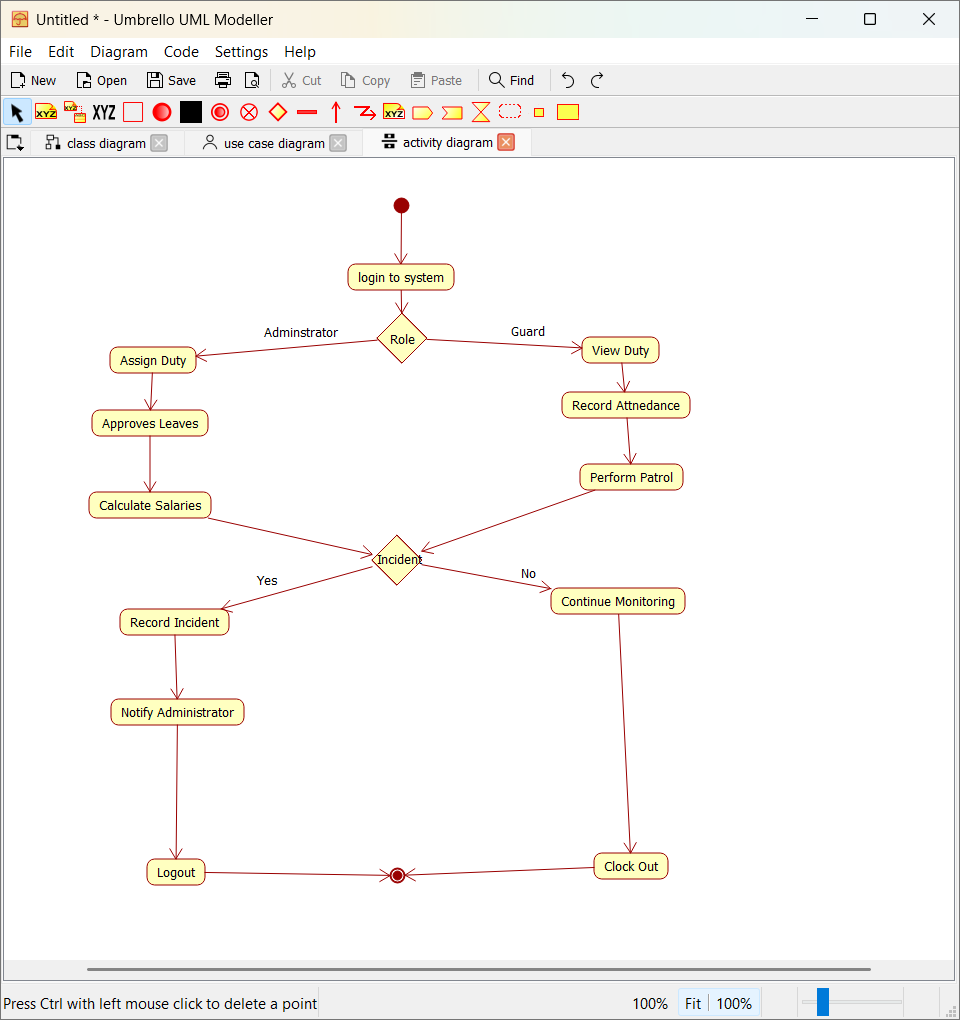 Untitled * - Umbrello UML Modeller
File Edit Diagram Code Settings Help
New Open Save Cut Copy Paste Find
XYZ XYZ XYZ XYZ
class diagram use case diagram activity diagram
login to system
Role
Adminstrator
Guard
Assign Duty
View Duty
Approves Leaves
Record Attnedance
Calculate Salaries
Perform Patrol
Incident
Yes
No
Record Incident
Continue Monitoring
Notify Administrator
Logout
Clock Out
Press Ctrl with left mouse click to delete a point
100% Fit 100%